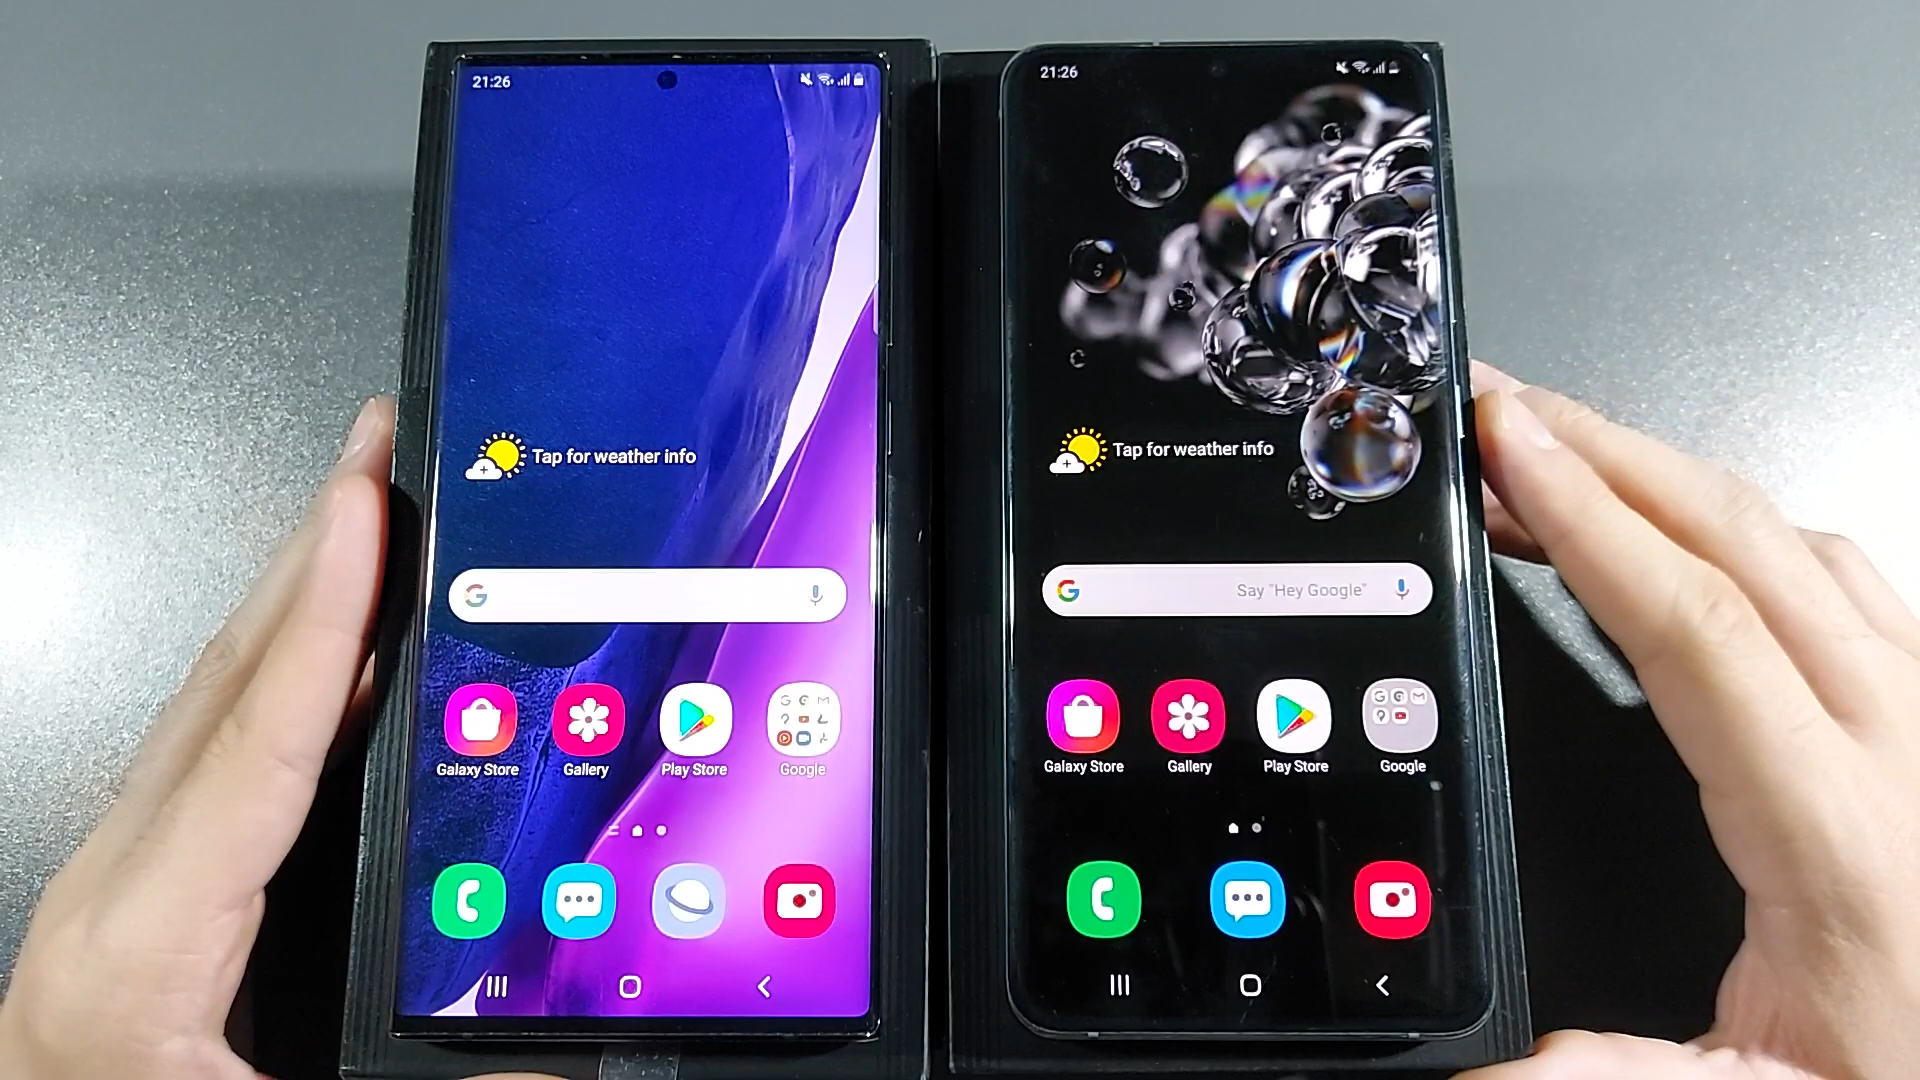 21:26
Tap for weather info
Galaxy Store
Gallery
Play Store
Google
21:26
Tap for weather info
Say "Hey Google"
Galaxy Store
Gallery
Play Store
Google